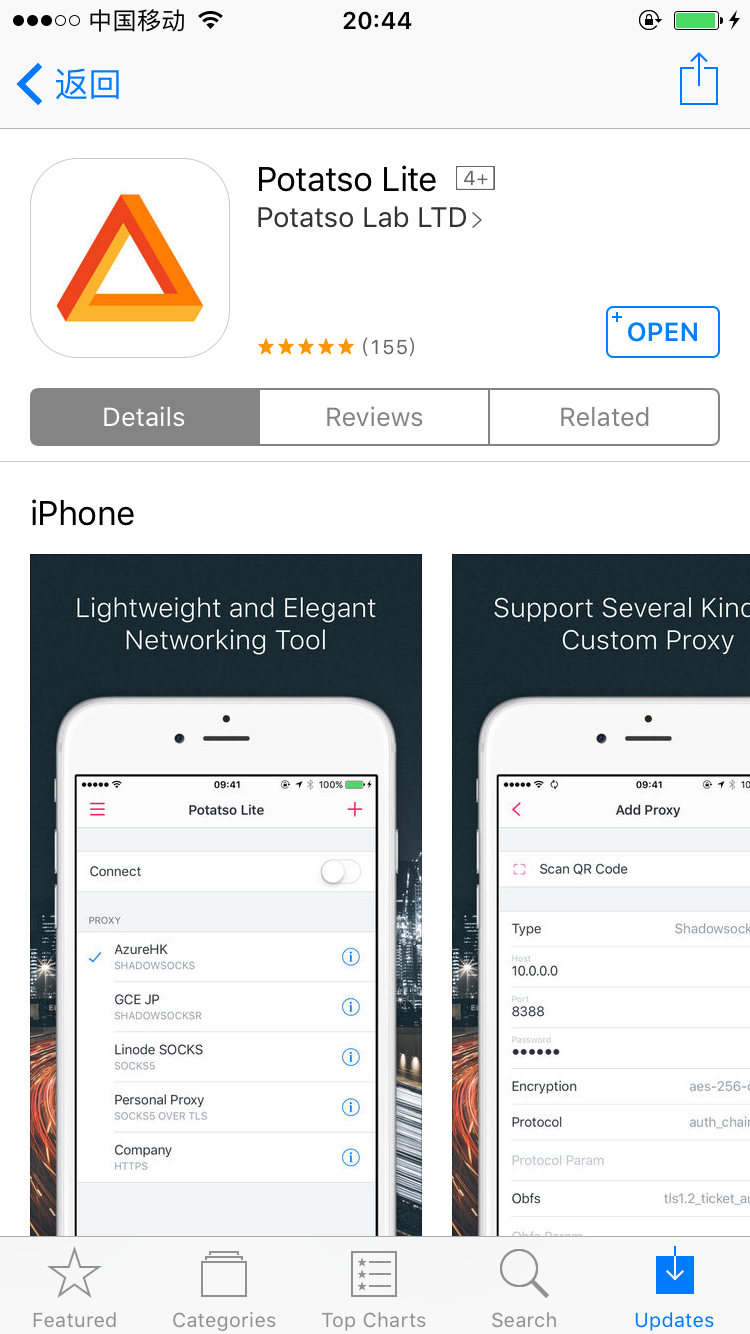 中国移动 20:44
返回
Potatso Lite 4+
Potatso Lab LTD
(155)
OPEN
Details Reviews Related
iPhone
Lightweight and Elegant
Networking Tool
09:41 100%
Potatso Lite
Connect
PROXY
AzureHK
SHADOWSOCKS
GCE JP
SHADOWSOCKSR
Linode SOCKS
SOCKS5
Personal Proxy
SOCKS5 OVER TLS
Company
HTTPS
Support Several Kind
Custom Proxy
09:41 10
Add Proxy
Scan QR Code
Type Shadowsock
Host
10.0.0.0
Port
8388
Password
Encryption aes-256-
Protocol auth_chai
Protocol Param
Obfs tls1.2_ticket_au
Obfs Param
Featured Categories Top Charts Search Updates